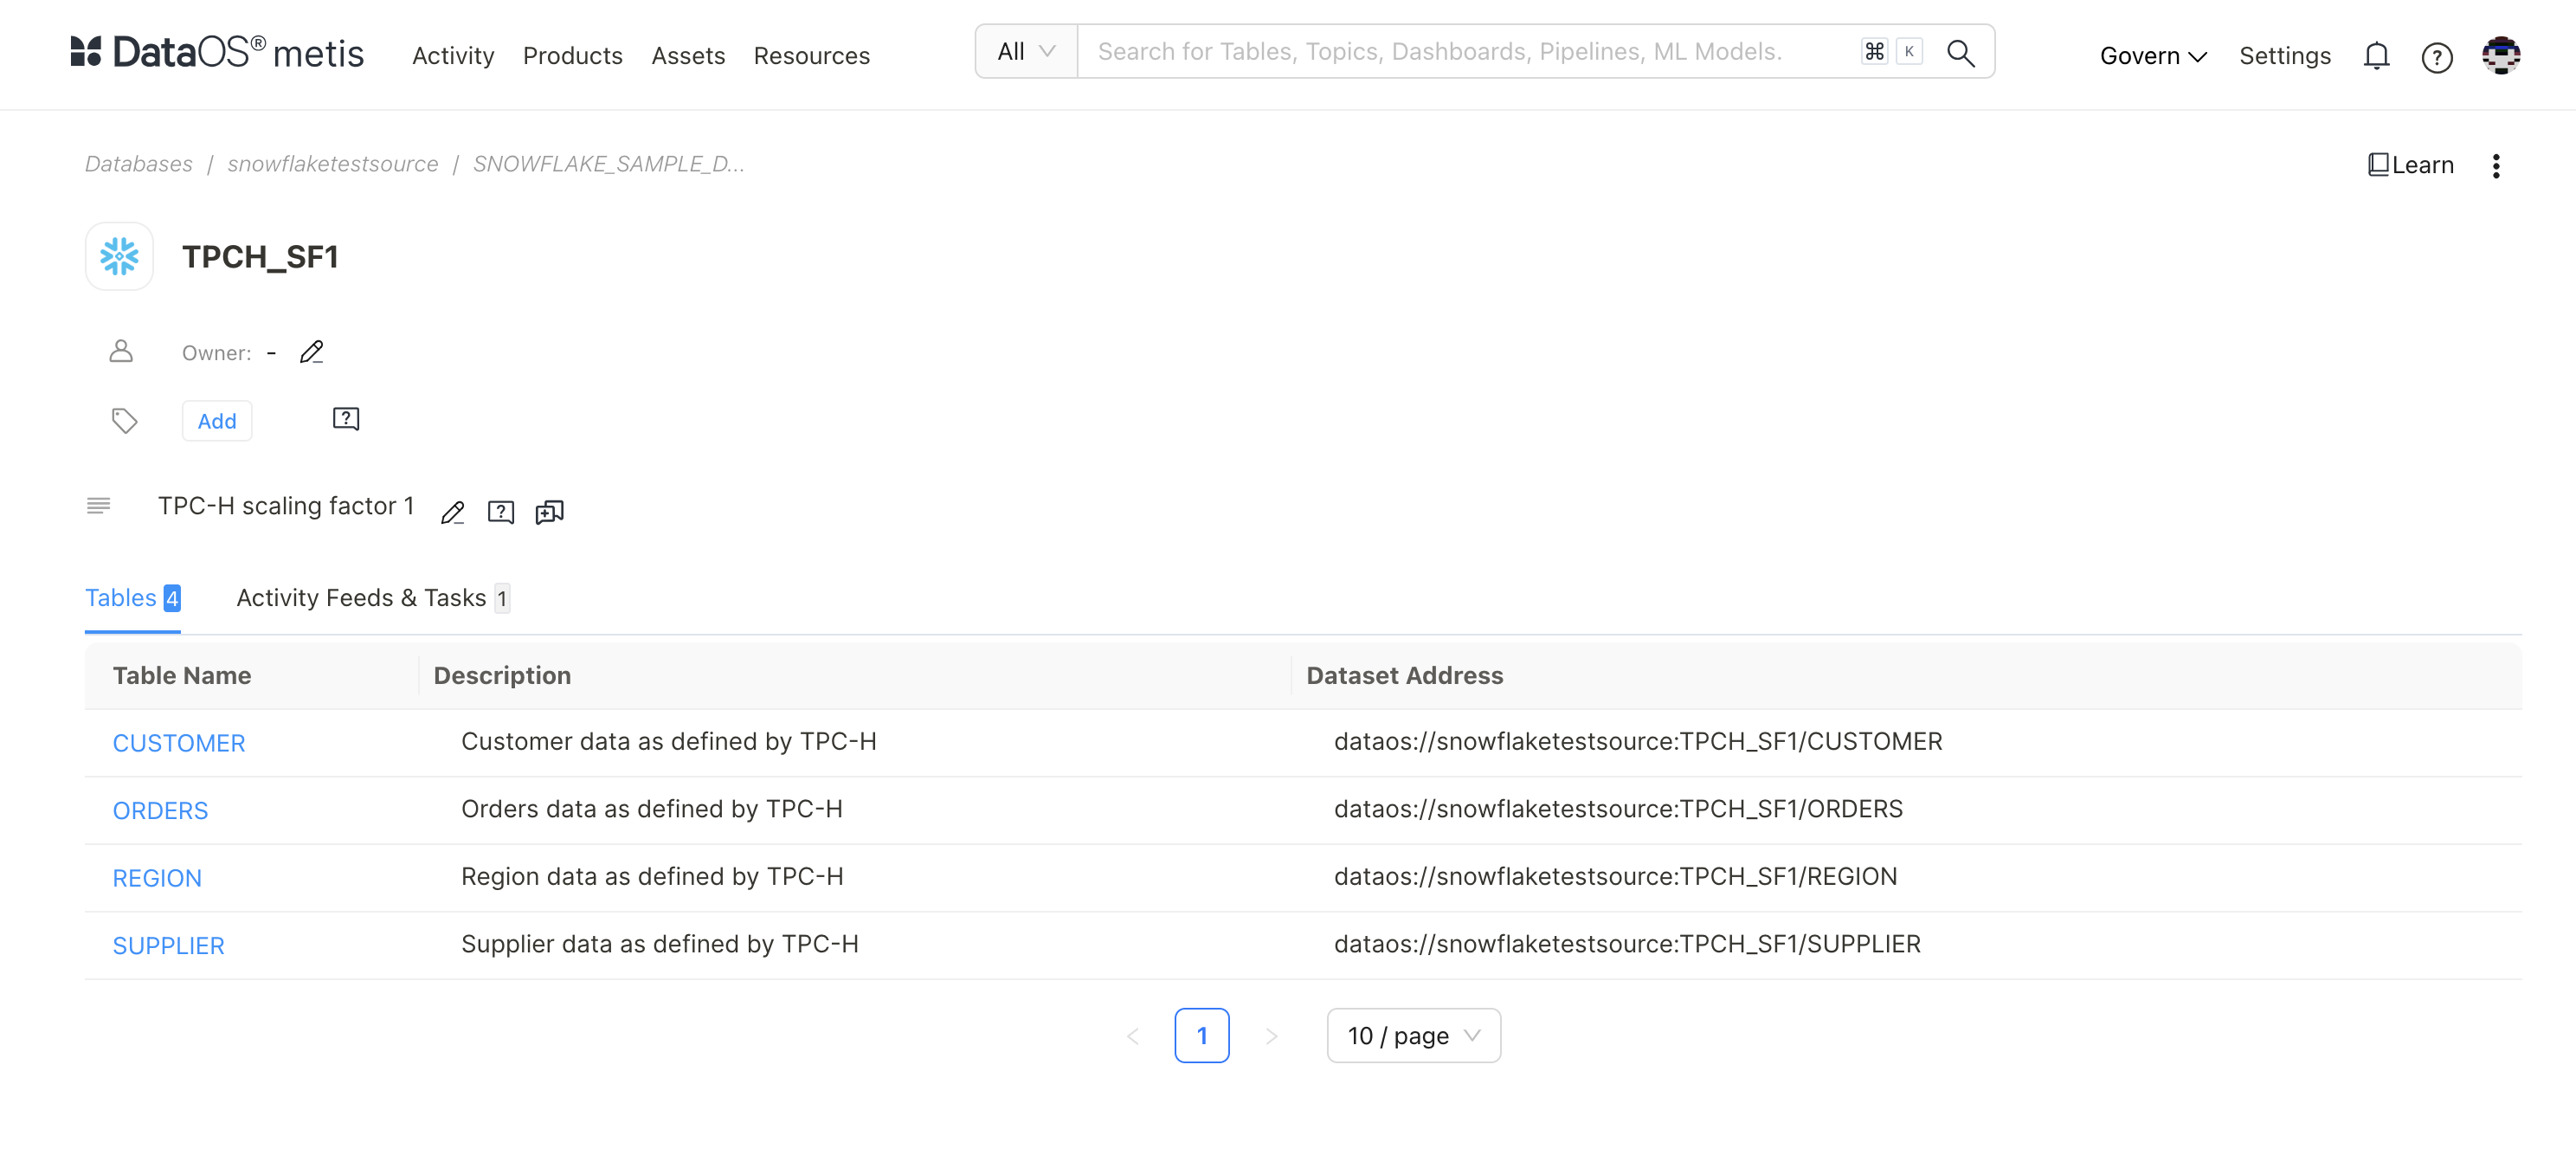 DataOS® metis Activity Products Assets Resources All Search for Tables, Topics, Dashboards, Pipelines, ML Models. ⌘ K Govern Settings ?
Databases / snowflaketestsource / SNOWFLAKE_SAMPLE_D... Learn
TPCH_SF1
Owner: -
Add ?
TPC-H scaling factor 1 ?
Tables 4 Activity Feeds & Tasks 1
Table Name Description Dataset Address
CUSTOMER Customer data as defined by TPC-H dataos://snowflaketestsource:TPCH_SF1/CUSTOMER
ORDERS Orders data as defined by TPC-H dataos://snowflaketestsource:TPCH_SF1/ORDERS
REGION Region data as defined by TPC-H dataos://snowflaketestsource:TPCH_SF1/REGION
SUPPLIER Supplier data as defined by TPC-H dataos://snowflaketestsource:TPCH_SF1/SUPPLIER
< 1 > 10 / page